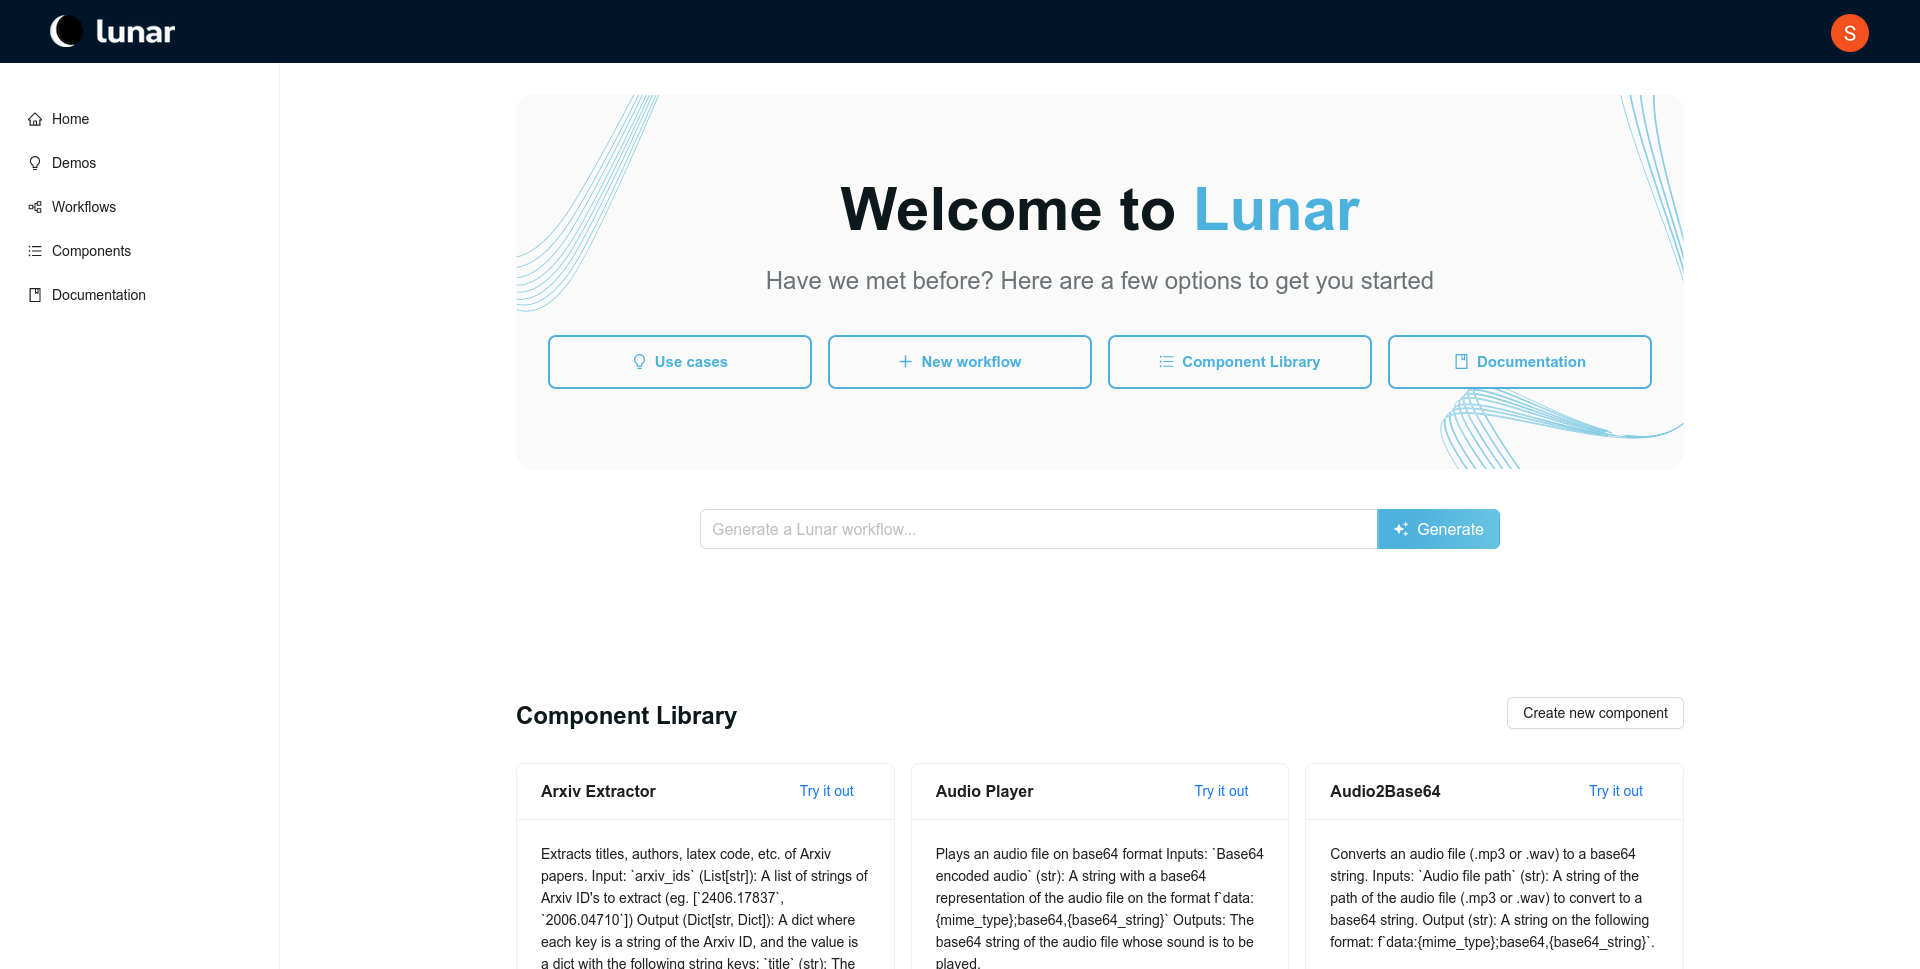 lunar
S
Home
Demos
Workflows
Components
Documentation
Welcome to Lunar
Have we met before? Here are a few options to get you started
Use cases
New workflow
Component Library
Documentation
Generate a Lunar workflow...
Generate
Component Library
Create new component
Arxiv Extractor
Try it out
Extracts titles, authors, latex code, etc. of Arxiv
papers. Input: `arxiv_ids` (List[str]): A list of strings of
Arxiv ID's to extract (eg. [`2406.17837`,
`2006.04710`]) Output (Dict[str, Dict]): A dict where
each key is a string of the Arxiv ID, and the value is
a dict with the following string keys: `title` (str): The
Audio Player
Try it out
Plays an audio file on base64 format Inputs: `Base64
encoded audio` (str): A string with a base64
representation of the audio file on the format f`data:
{mime_type};base64,{base64_string}` Outputs: The
base64 string of the audio file whose sound is to be
played.
Audio2Base64
Try it out
Converts an audio file (.mp3 or .wav) to a base64
string. Inputs: `Audio file path` (str): A string of the
path of the audio file (.mp3 or .wav) to convert to a
base64 string. Output (str): A string on the following
format: f`data:{mime_type};base64,{base64_string}`.